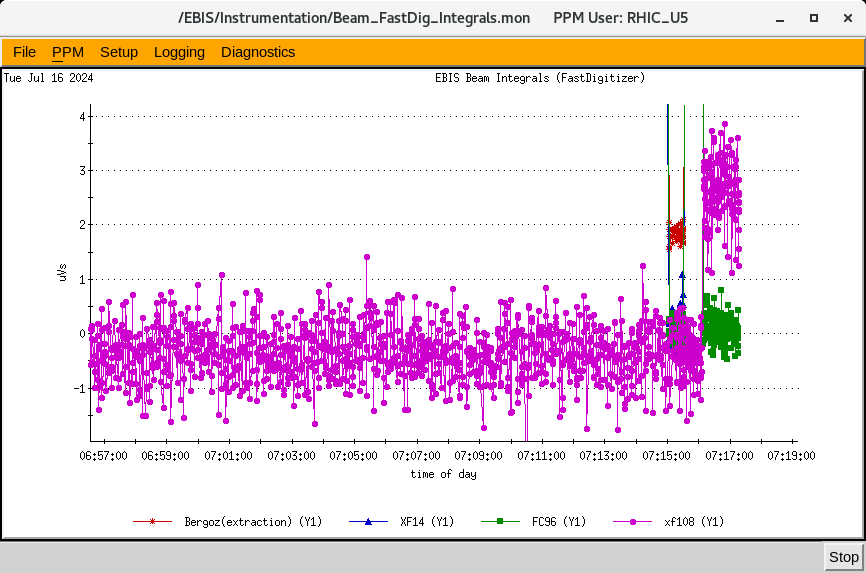 /EBIS/Instrumentation/Beam_FastDig_Integrals.mon PPM User: RHIC_U5
File PPM Setup Logging Diagnostics
Tue Jul 16 2024 EBIS Beam Integrals (FastDigitizer)
4
3
2
1
0
-1
uVs
06:57:00 06:59:00 07:01:00 07:03:00 07:05:00 07:07:00 07:09:00 07:11:00 07:13:00 07:15:00 07:17:00 07:19:00
time of day
Bergoz(extraction) (Y1) XF14 (Y1) FC96 (Y1) xf108 (Y1)
Stop